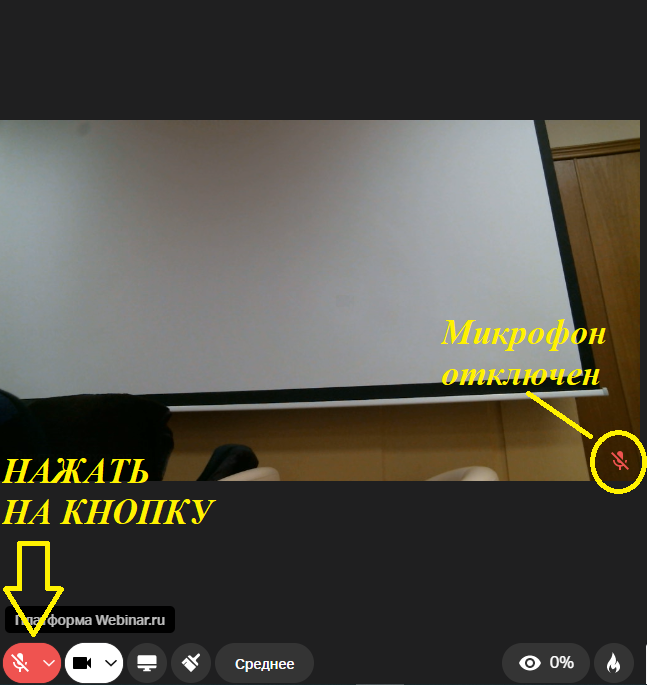 Микрофон
отключен
НАЖАТЬ
НА КНОПКУ
Платформа Webinar.ru
Среднее
0%